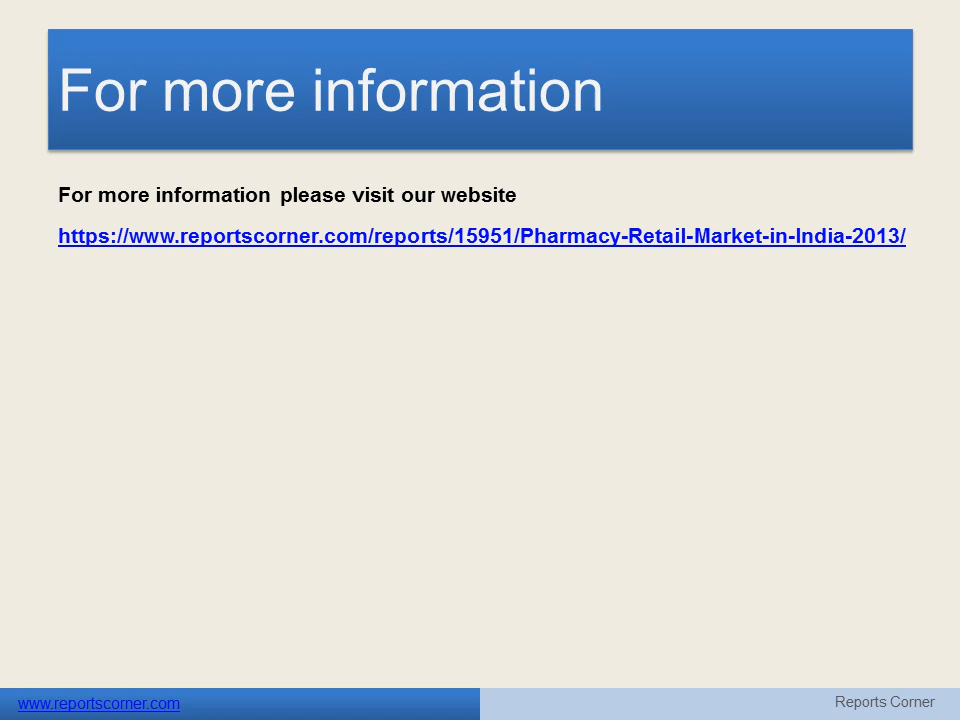 For more information
For more information please visit our website
https://www.reportscorner.com/reports/15951/Pharmacy-Retail-Market-in-India-2013/
www.reportscorner.com
Reports Corner